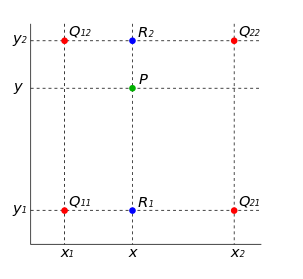 Q₁₂ R₂ Q₂₂
y₂
P
y
Q₁₁ R₁ Q₂₁
y₁
x₁ x x₂